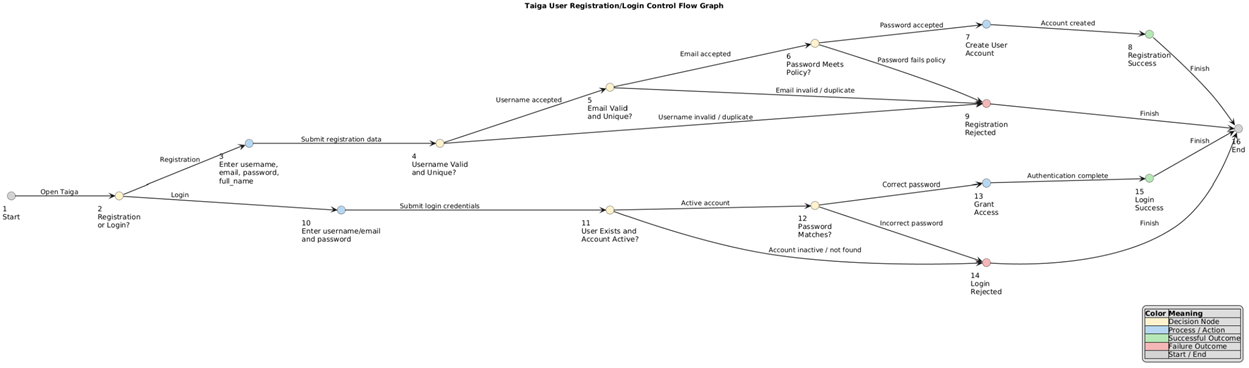 Taiga User Registration/Login Control Flow Graph
Open Taiga
1
Start
2
Registration
or Login?
Registration
Login
3
Enter username,
email, password,
full_name
Submit registration data
4
Username Valid
and Unique?
Username accepted
Username invalid / duplicate
5
Email Valid
and Unique?
Email accepted
Email invalid / duplicate
6
Password Meets
Policy?
Password accepted
Password fails policy
7
Create User
Account
Account created
8
Registration
Success
Finish
9
Registration
Rejected
Finish
10
Enter username/email
and password
Submit login credentials
11
User Exists and
Account Active?
Active account
Account inactive / not found
12
Password
Matches?
Correct password
Incorrect password
13
Grant
Access
Authentication complete
14
Login
Rejected
Finish
15
Login
Success
Finish
16
End
Color Meaning
Decision Node
Process / Action
Successful Outcome
Failure Outcome
Start / End